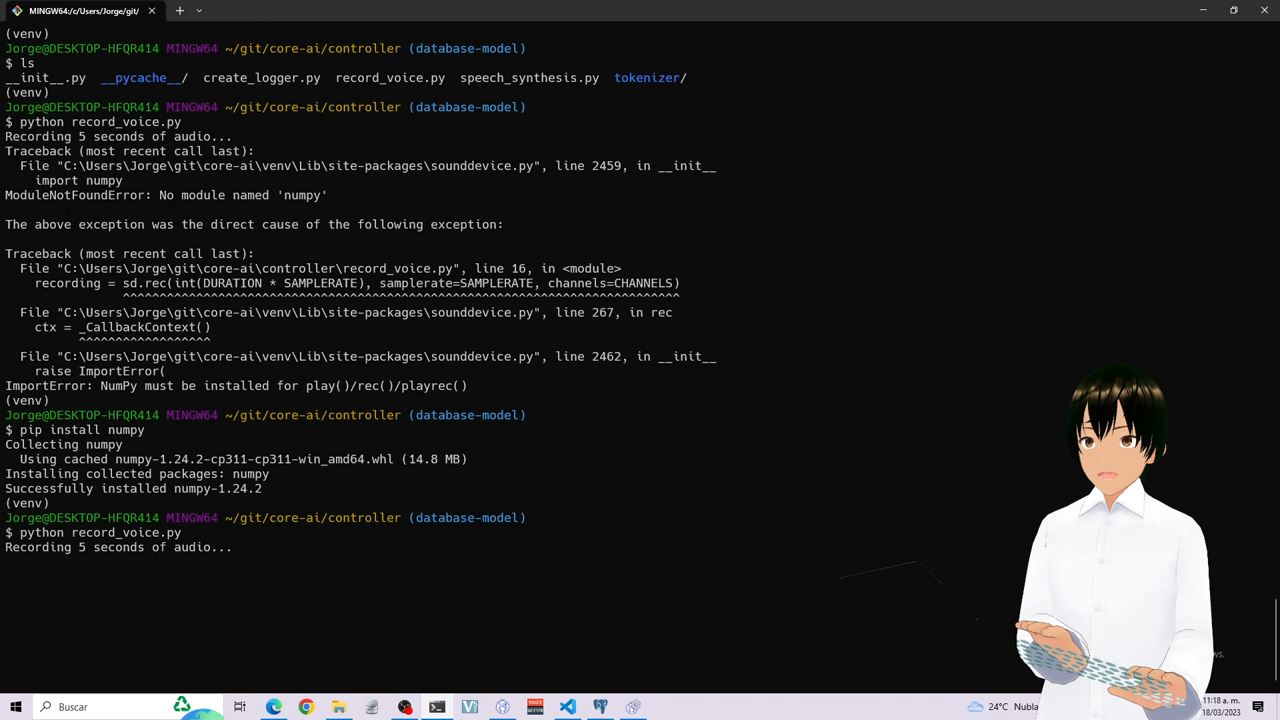 MINGW64:/c/Users/Jorge/git/
(venv)
Jorge@DESKTOP-HFQR414 MINGW64 ~/git/core-ai/controller (database-model)
$ ls
__init__.py  __pycache__/  create_logger.py  record_voice.py  speech_synthesis.py  tokenizer/
(venv)
Jorge@DESKTOP-HFQR414 MINGW64 ~/git/core-ai/controller (database-model)
$ python record_voice.py
Recording 5 seconds of audio...
Traceback (most recent call last):
  File "C:\Users\Jorge\git\core-ai\venv\Lib\site-packages\sounddevice.py", line 2459, in __init__
    import numpy
ModuleNotFoundError: No module named 'numpy'
The above exception was the direct cause of the following exception:
Traceback (most recent call last):
  File "C:\Users\Jorge\git\core-ai\controller\record_voice.py", line 16, in <module>
    recording = sd.rec(int(DURATION * SAMPLERATE), samplerate=SAMPLERATE, channels=CHANNELS)
                ^^^^^^^^^^^^^^^^^^^^^^^^^^^^^^^^^^^^^^^^^^^^^^^^^^^^^^^^^^^^^^^^^^^^^^^^^^^^
  File "C:\Users\Jorge\git\core-ai\venv\Lib\site-packages\sounddevice.py", line 267, in rec
    ctx = _CallbackContext()
          ^^^^^^^^^^^^^^^^^^
  File "C:\Users\Jorge\git\core-ai\venv\Lib\site-packages\sounddevice.py", line 2462, in __init__
    raise ImportError(
ImportError: NumPy must be installed for play()/rec()/playrec()
(venv)
Jorge@DESKTOP-HFQR414 MINGW64 ~/git/core-ai/controller (database-model)
$ pip install numpy
Collecting numpy
  Using cached numpy-1.24.2-cp311-cp311-win_amd64.whl (14.8 MB)
Installing collected packages: numpy
Successfully installed numpy-1.24.2
(venv)
Jorge@DESKTOP-HFQR414 MINGW64 ~/git/core-ai/controller (database-model)
$ python record_voice.py
Recording 5 seconds of audio...
Buscar
24°C Nubla
11:18 a. m.
18/03/2023